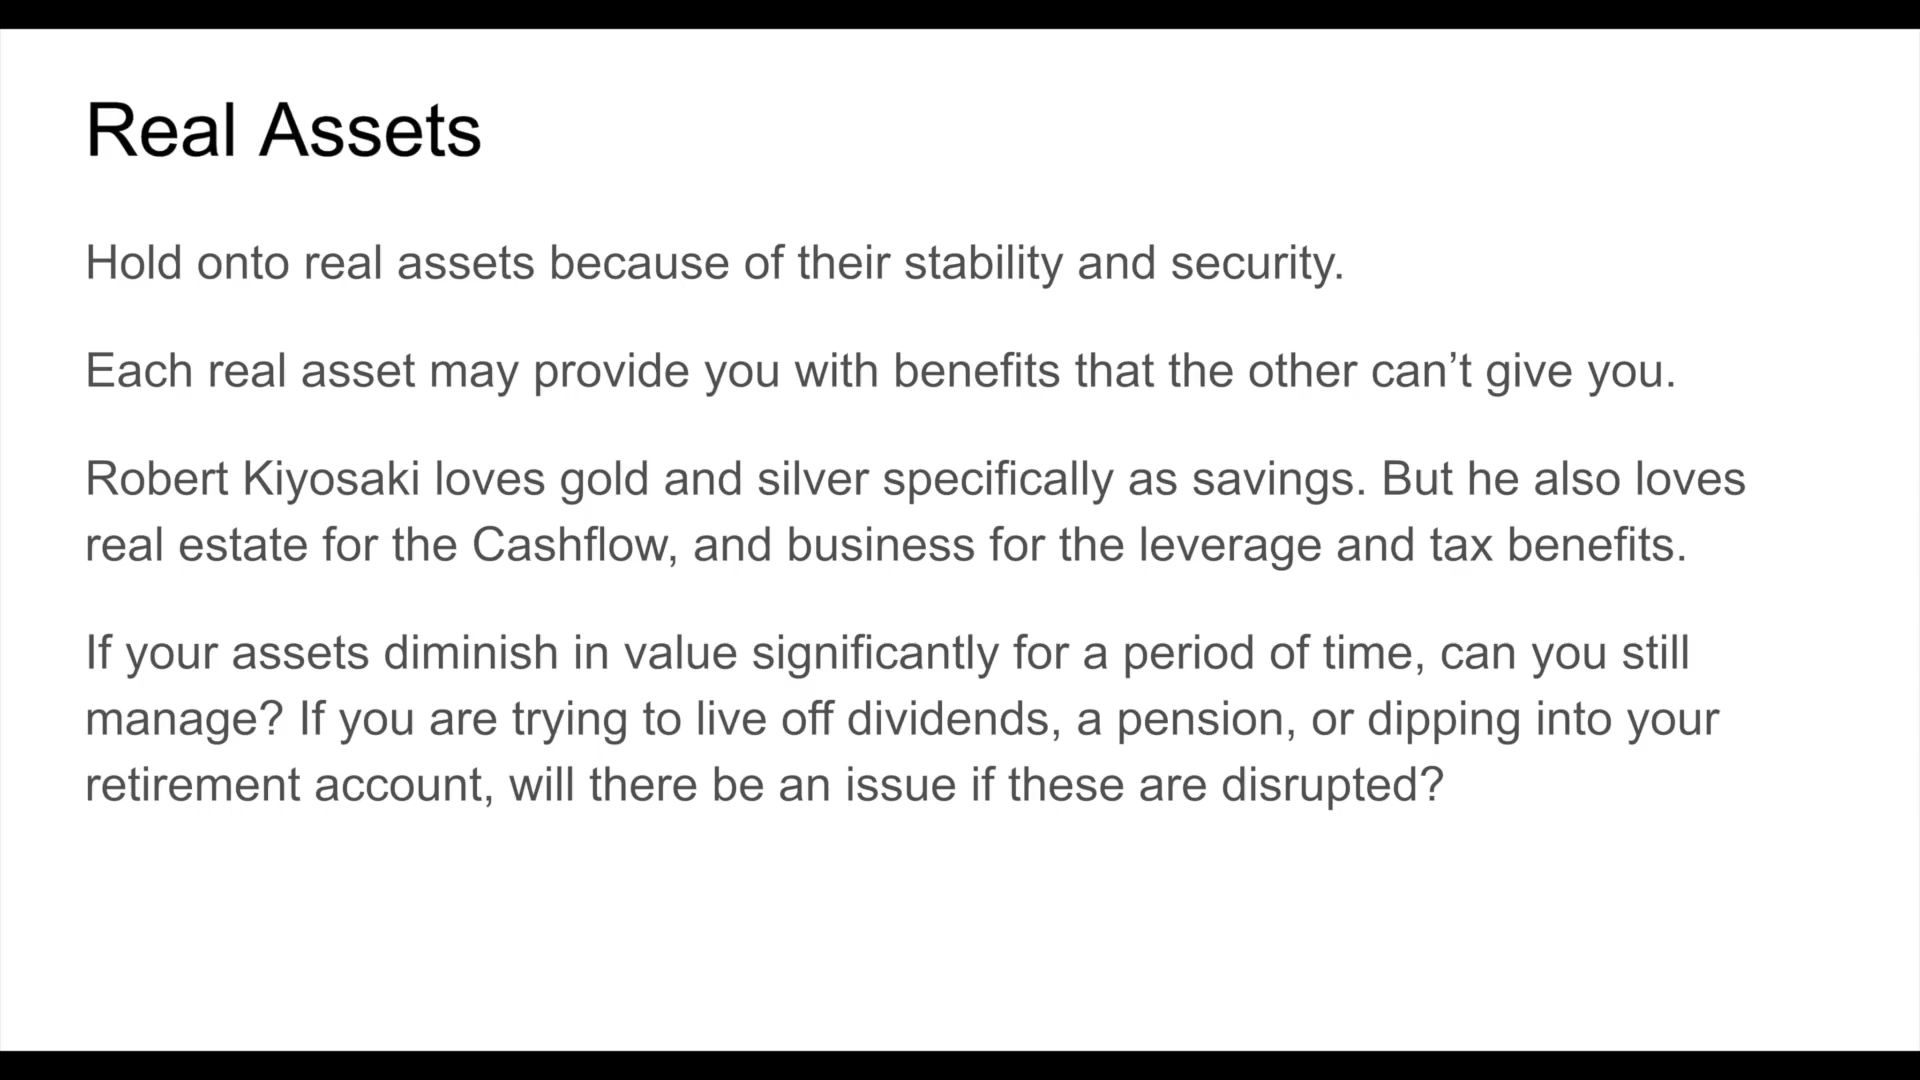 Real Assets
Hold onto real assets because of their stability and security.
Each real asset may provide you with benefits that the other can’t give you.
Robert Kiyosaki loves gold and silver specifically as savings. But he also loves
real estate for the Cashflow, and business for the leverage and tax benefits.
If your assets diminish in value significantly for a period of time, can you still
manage? If you are trying to live off dividends, a pension, or dipping into your
retirement account, will there be an issue if these are disrupted?